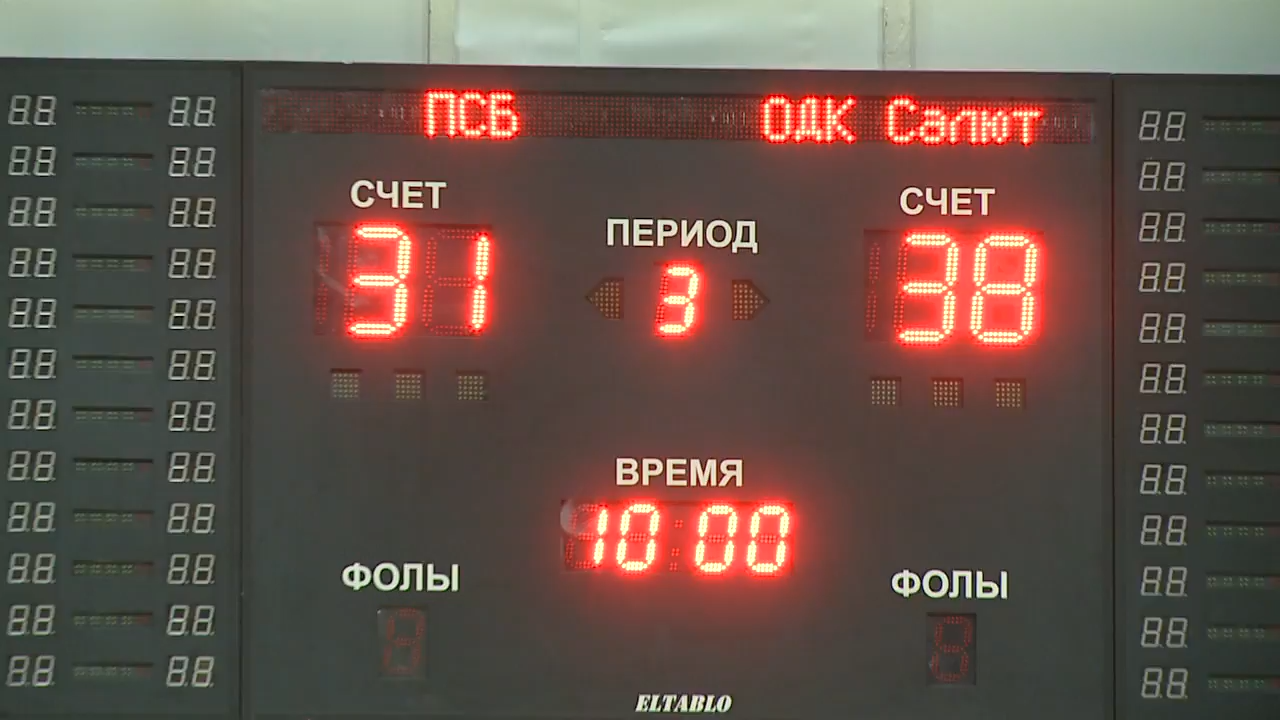 ПСБ ОДК Салют
СЧЕТ СЧЕТ
ПЕРИОД
31 3 38
ВРЕМЯ
10:00
ФОЛЫ ФОЛЫ
ELTABLO